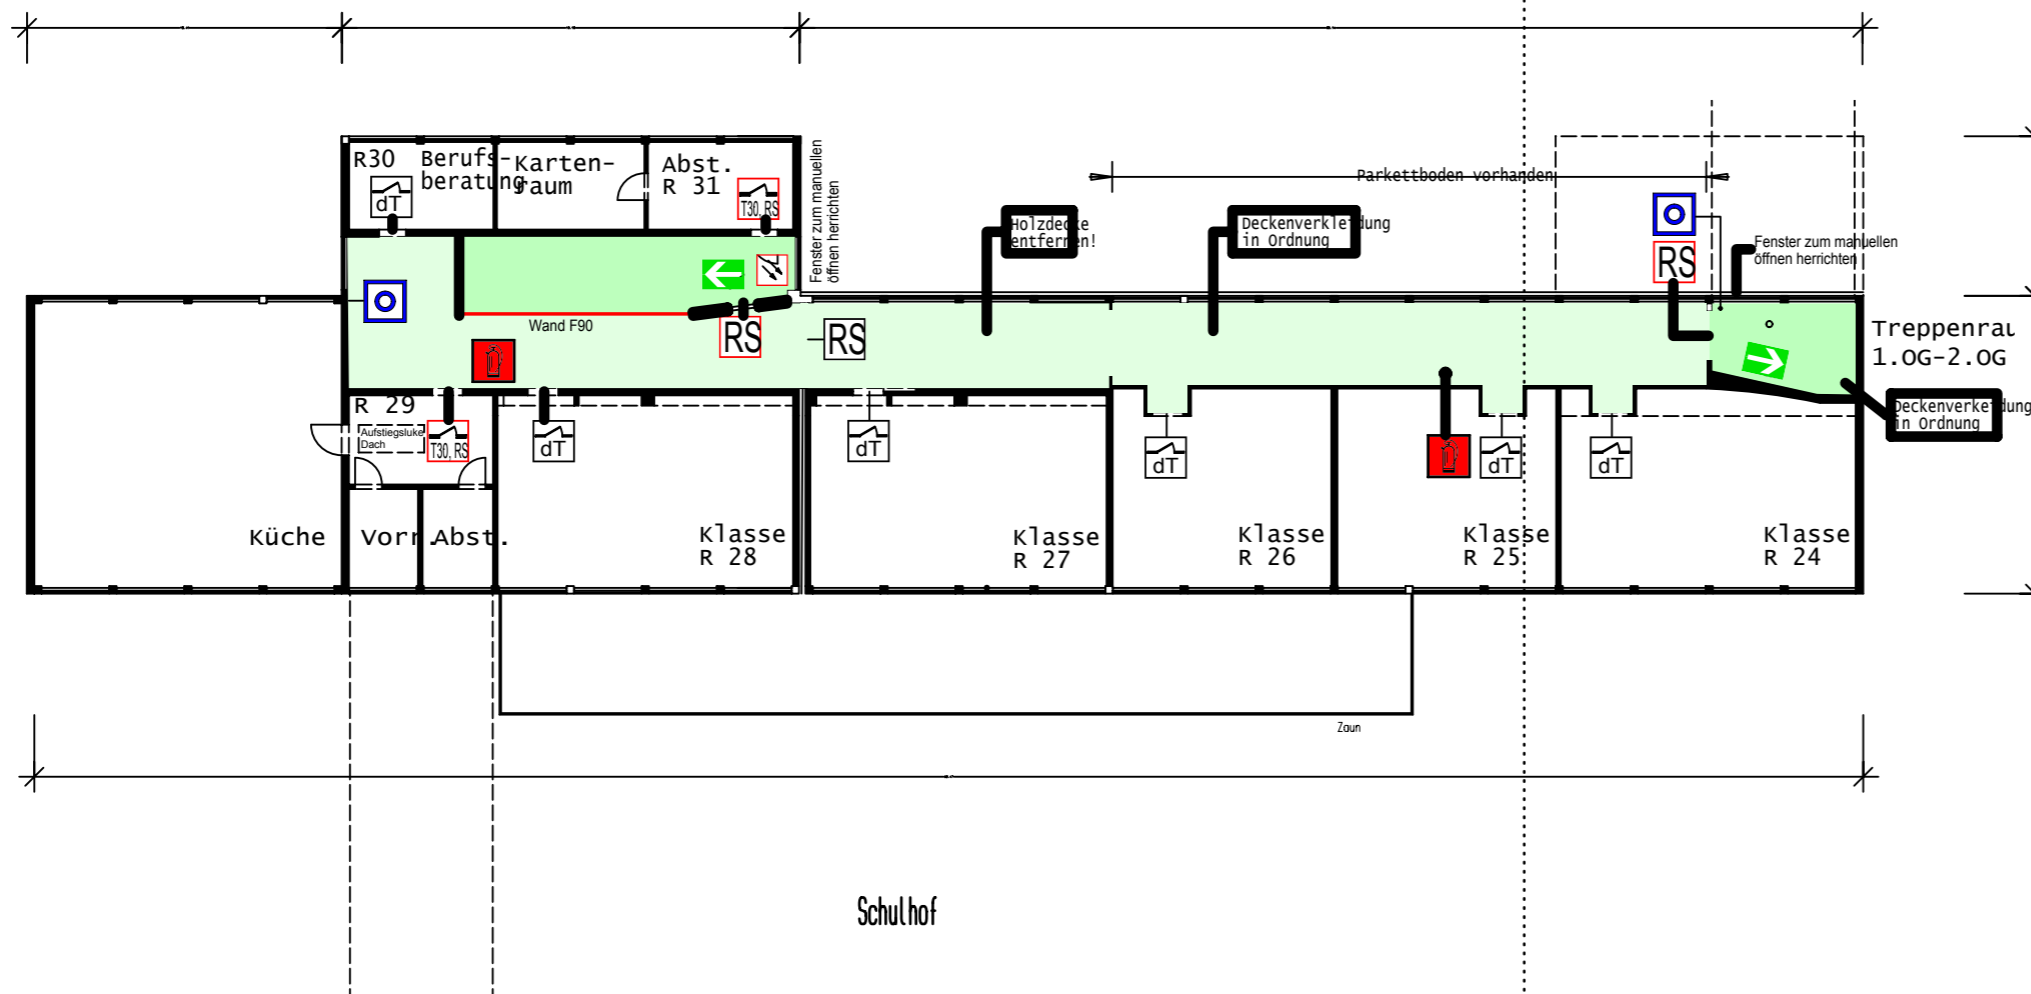 R30
Berufs-
beratung
Karten-
raum
Abst.
R 31
dT
T30, RS
Fenster zum manuellen
öffnen herrichten
Parkettboden vorhanden
Holzdecke
entfernen!
Deckenverkleidung
in Ordnung
RS
Fenster zum manuellen
öffnen herrichten
Wand F90
RS
RS
Treppenrau
1.OG-2.OG
Deckenverkeidung
in Ordnung
R 29
Aufstiegsluke
Dach
T30, RS
dT
dT
dT
dT
dT
Küche
Vorr.
Abst.
Klasse
R 28
Klasse
R 27
Klasse
R 26
Klasse
R 25
Klasse
R 24
Zaun
Schulhof